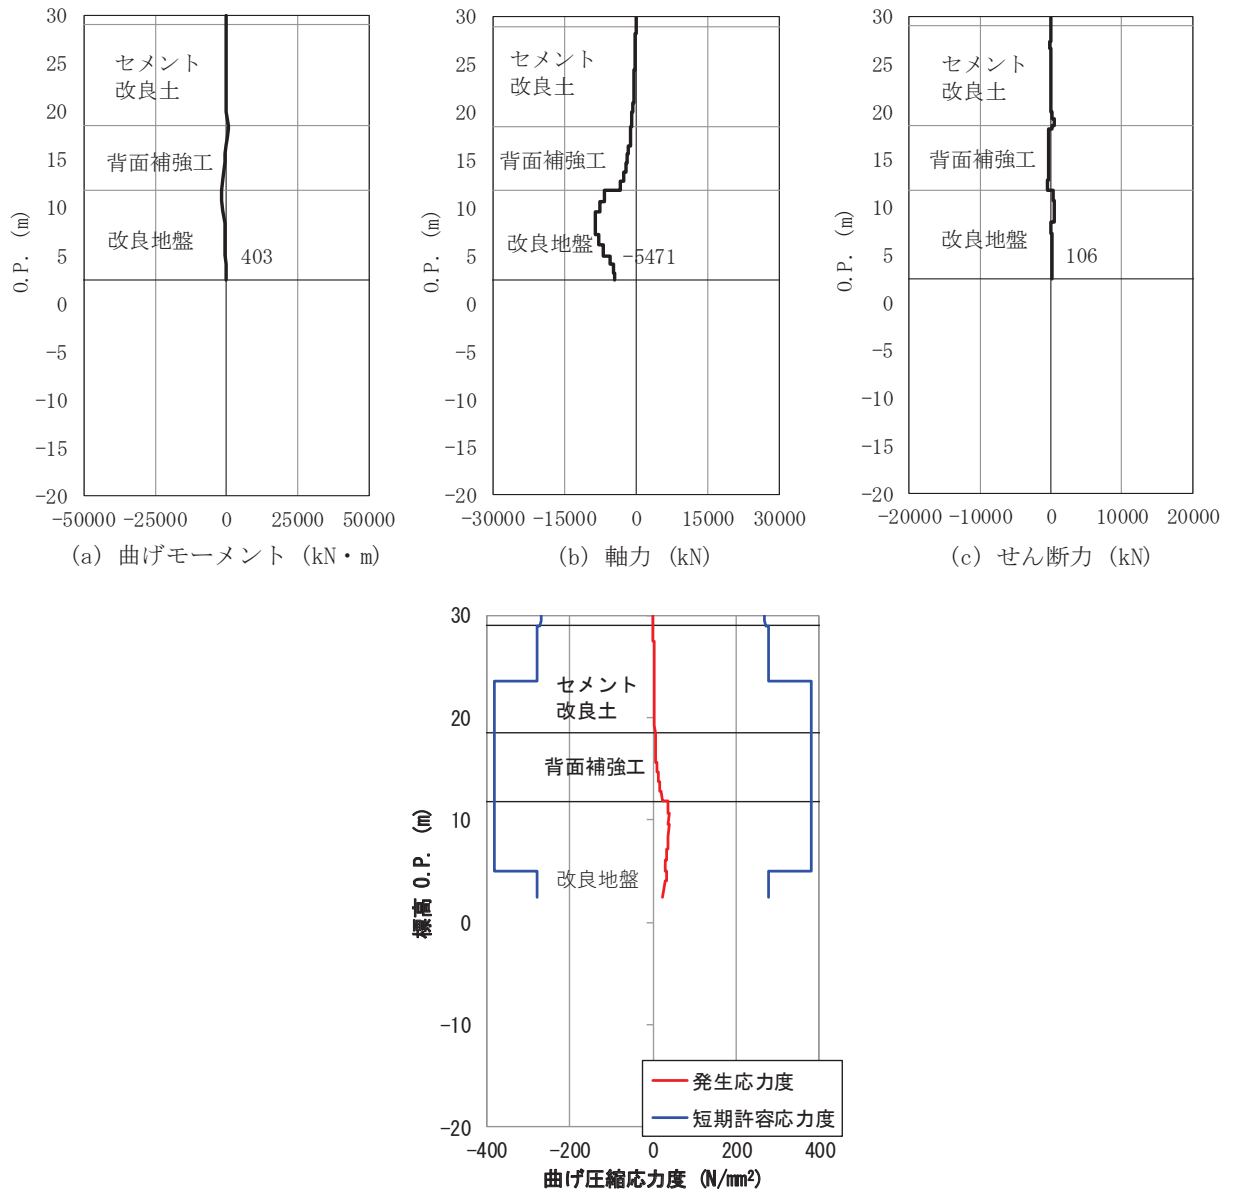 30
25
20
15
10
5
0
-5
-10
-15
-20
O.P. (m)
セメント
改良土
背面補強工
改良地盤
403
-50000 -25000 0 25000 50000
(a) 曲げモーメント (kN・m)
30
25
20
15
10
5
0
-5
-10
-15
-20
O.P. (m)
セメント
改良土
背面補強工
改良地盤
-5471
-30000 -15000 0 15000 30000
(b) 軸力 (kN)
30
25
20
15
10
5
0
-5
-10
-15
-20
O.P. (m)
セメント
改良土
背面補強工
改良地盤
106
-20000 -10000 0 10000 20000
(c) せん断力 (kN)
30
20
10
0
-10
-20
標高 O.P. (m)
セメント
改良土
背面補強工
改良地盤
発生応力度
短期許容応力度
-400 -200 0 200 400
曲げ圧縮応力度 (N/mm²)